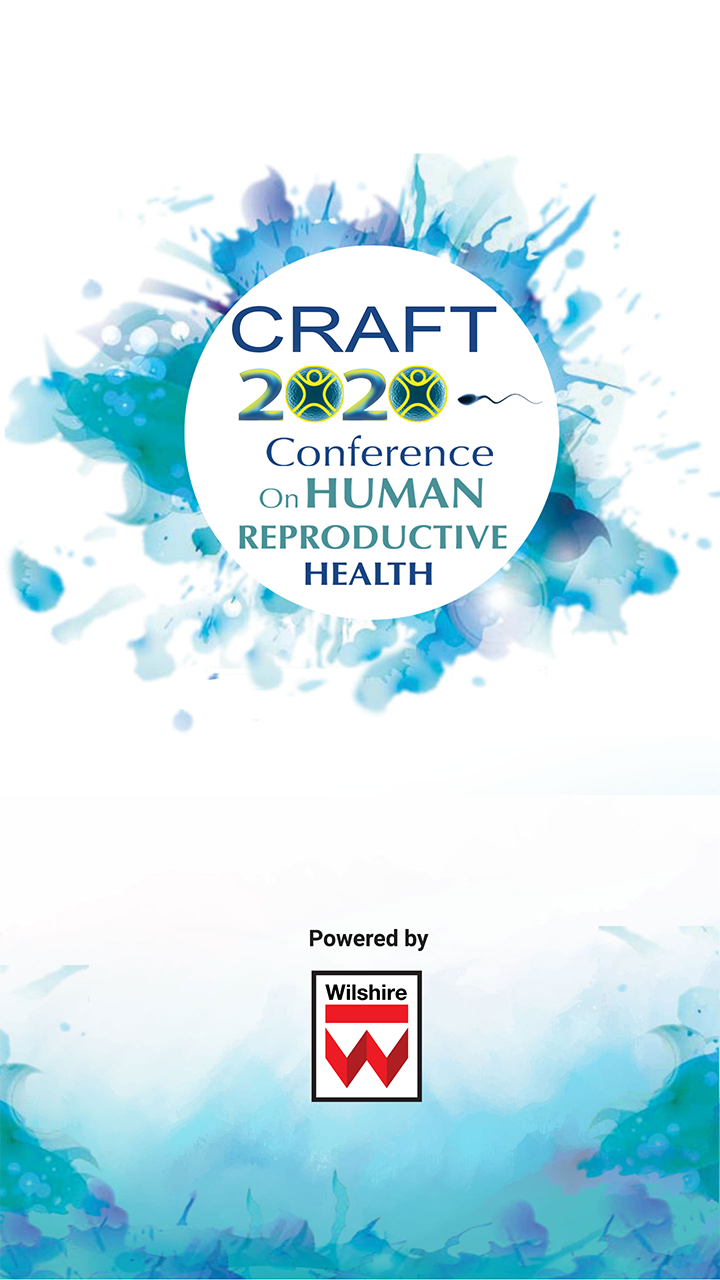 CRAFT
2020
Conference
On HUMAN
REPRODUCTIVE
HEALTH
Powered by
Wilshire